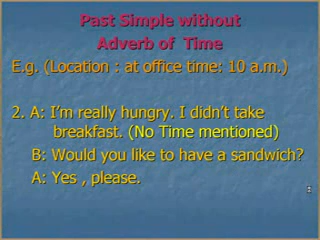 Past Simple without
Adverb of Time
E.g. (Location : at office time: 10 a.m.)
2. A: I'm really hungry. I didn't take
breakfast. (No Time mentioned)
B: Would you like to have a sandwich?
A: Yes , please.